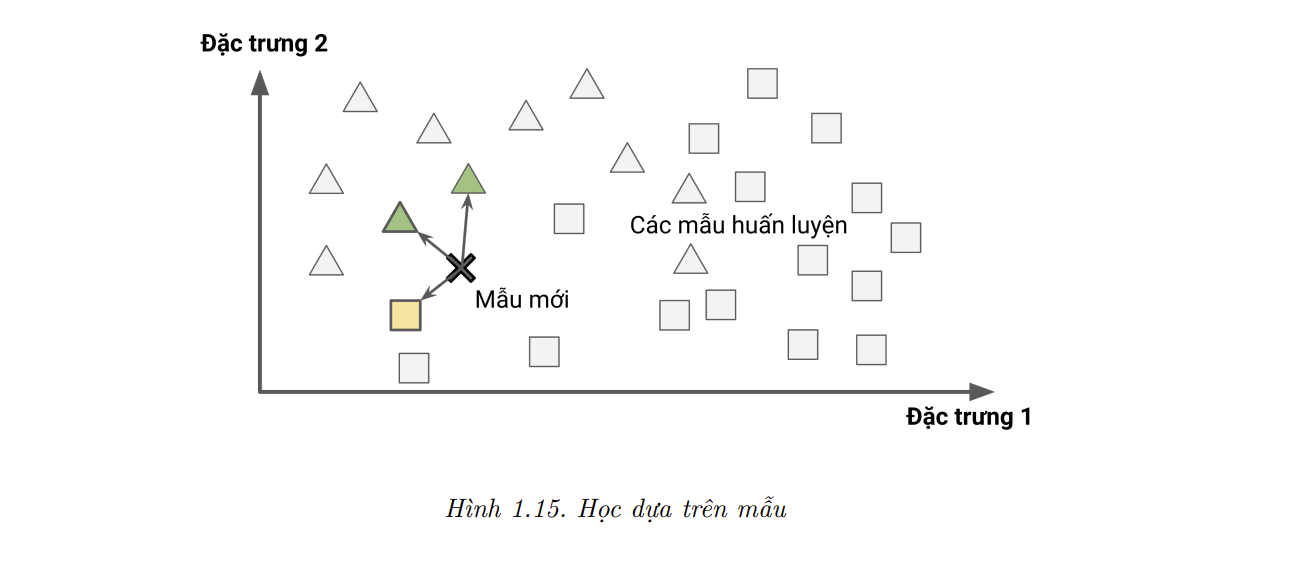 Đặc trưng 2
Các mẫu huấn luyện
Mẫu mới
Đặc trưng 1
Hình 1.15. Học dựa trên mẫu